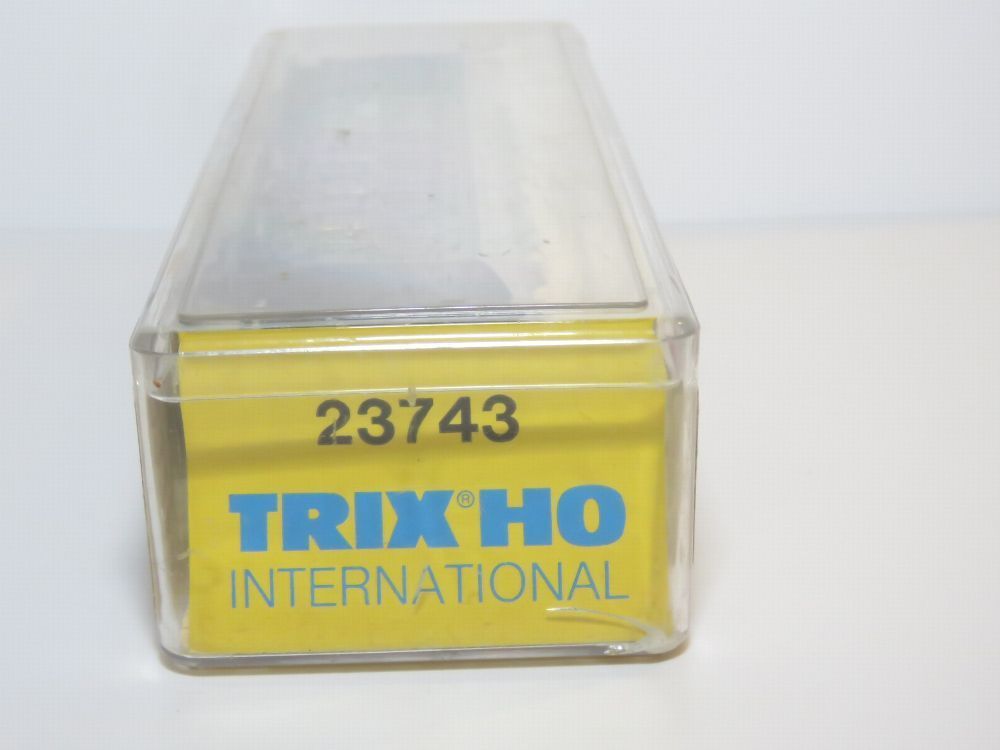 23743
TRIX® HO
INTERNATIONAL